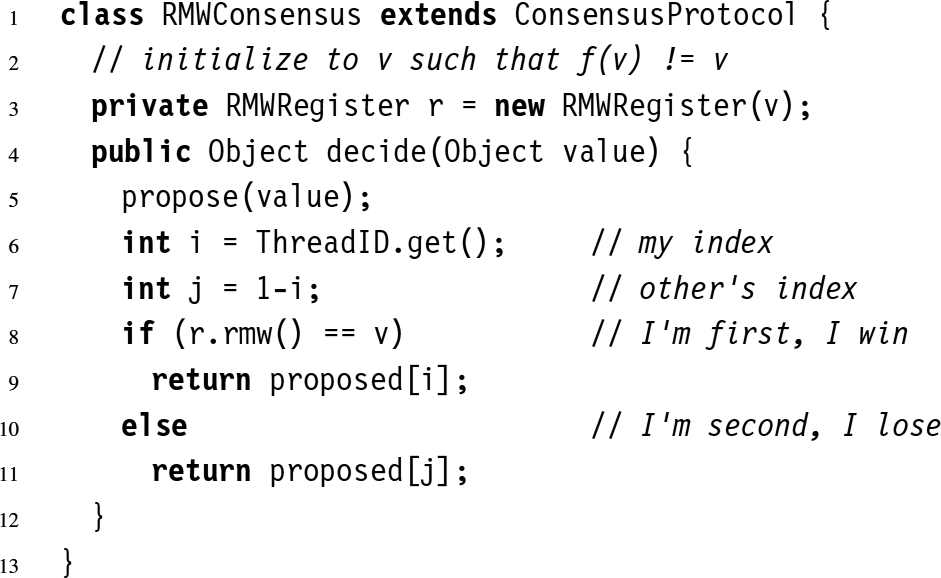 1 class RMWConsensus extends ConsensusProtocol {
2 // initialize to v such that f(v) != v
3 private RMWRegister r = new RMWRegister(v);
4 public Object decide(Object value) {
5 propose(value);
6 int i = ThreadID.get(); // my index
7 int j = 1-i; // other's index
8 if (r.rmw() == v) // I'm first, I win
9 return proposed[i];
10 else // I'm second, I lose
11 return proposed[j];
12 }
13 }